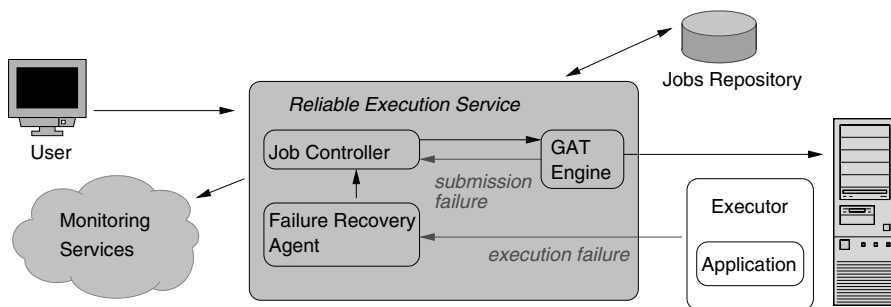 Jobs Repository
Reliable Execution Service
User
Job Controller
GAT
Engine
submission
failure
Monitoring
Services
Failure Recovery
Agent
execution failure
Executor
Application